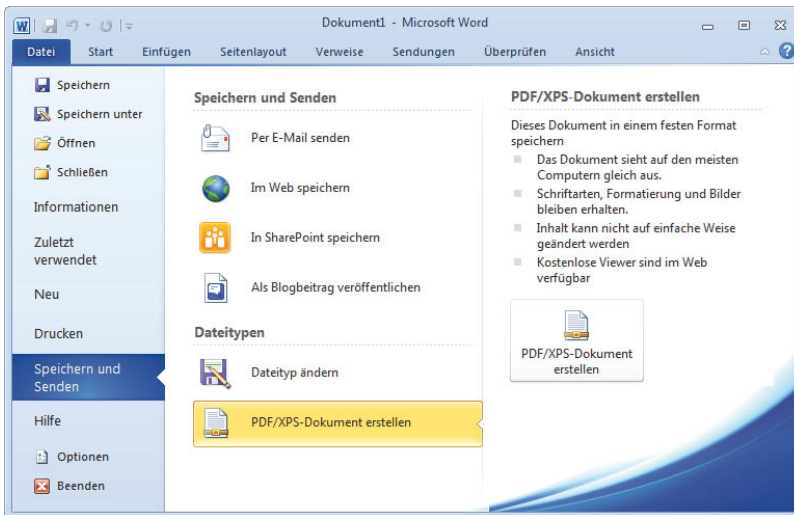 Dokument1 - Microsoft Word
Datei Start Einfügen Seitenlayout Verweise Sendungen Überprüfen Ansicht
Speichern
Speichern unter
Öffnen
Schließen
Informationen
Zuletzt
verwendet
Neu
Drucken
Speichern und
Senden
Hilfe
Optionen
Beenden
Speichern und Senden
Per E-Mail senden
Im Web speichern
In SharePoint speichern
Als Blogbeitrag veröffentlichen
Dateitypen
Dateityp ändern
PDF/XPS-Dokument erstellen
PDF/XPS-Dokument erstellen
Dieses Dokument in einem festen Format
speichern
Das Dokument sieht auf den meisten
Computern gleich aus.
Schriftarten, Formatierung und Bilder
bleiben erhalten.
Inhalt kann nicht auf einfache Weise
geändert werden
Kostenlose Viewer sind im Web
verfügbar
PDF/XPS-Dokument
erstellen